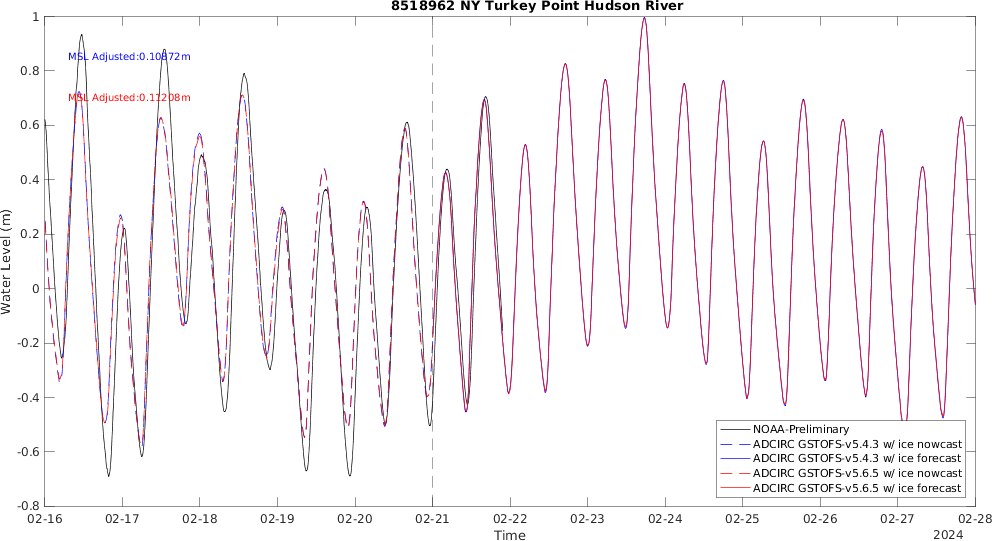 8518962 NY Turkey Point Hudson River
MSL Adjusted:0.10872m
MSL Adjusted:0.11208m
Water Level (m)
1
0.8
0.6
0.4
0.2
0
-0.2
-0.4
-0.6
-0.8
02-16 02-17 02-18 02-19 02-20 02-21 02-22 02-23 02-24 02-25 02-26 02-27 02-28
Time
2024
NOAA-Preliminary
ADCIRC GSTOFS-v5.4.3 w/ ice nowcast
ADCIRC GSTOFS-v5.4.3 w/ ice forecast
ADCIRC GSTOFS-v5.6.5 w/ ice nowcast
ADCIRC GSTOFS-v5.6.5 w/ ice forecast